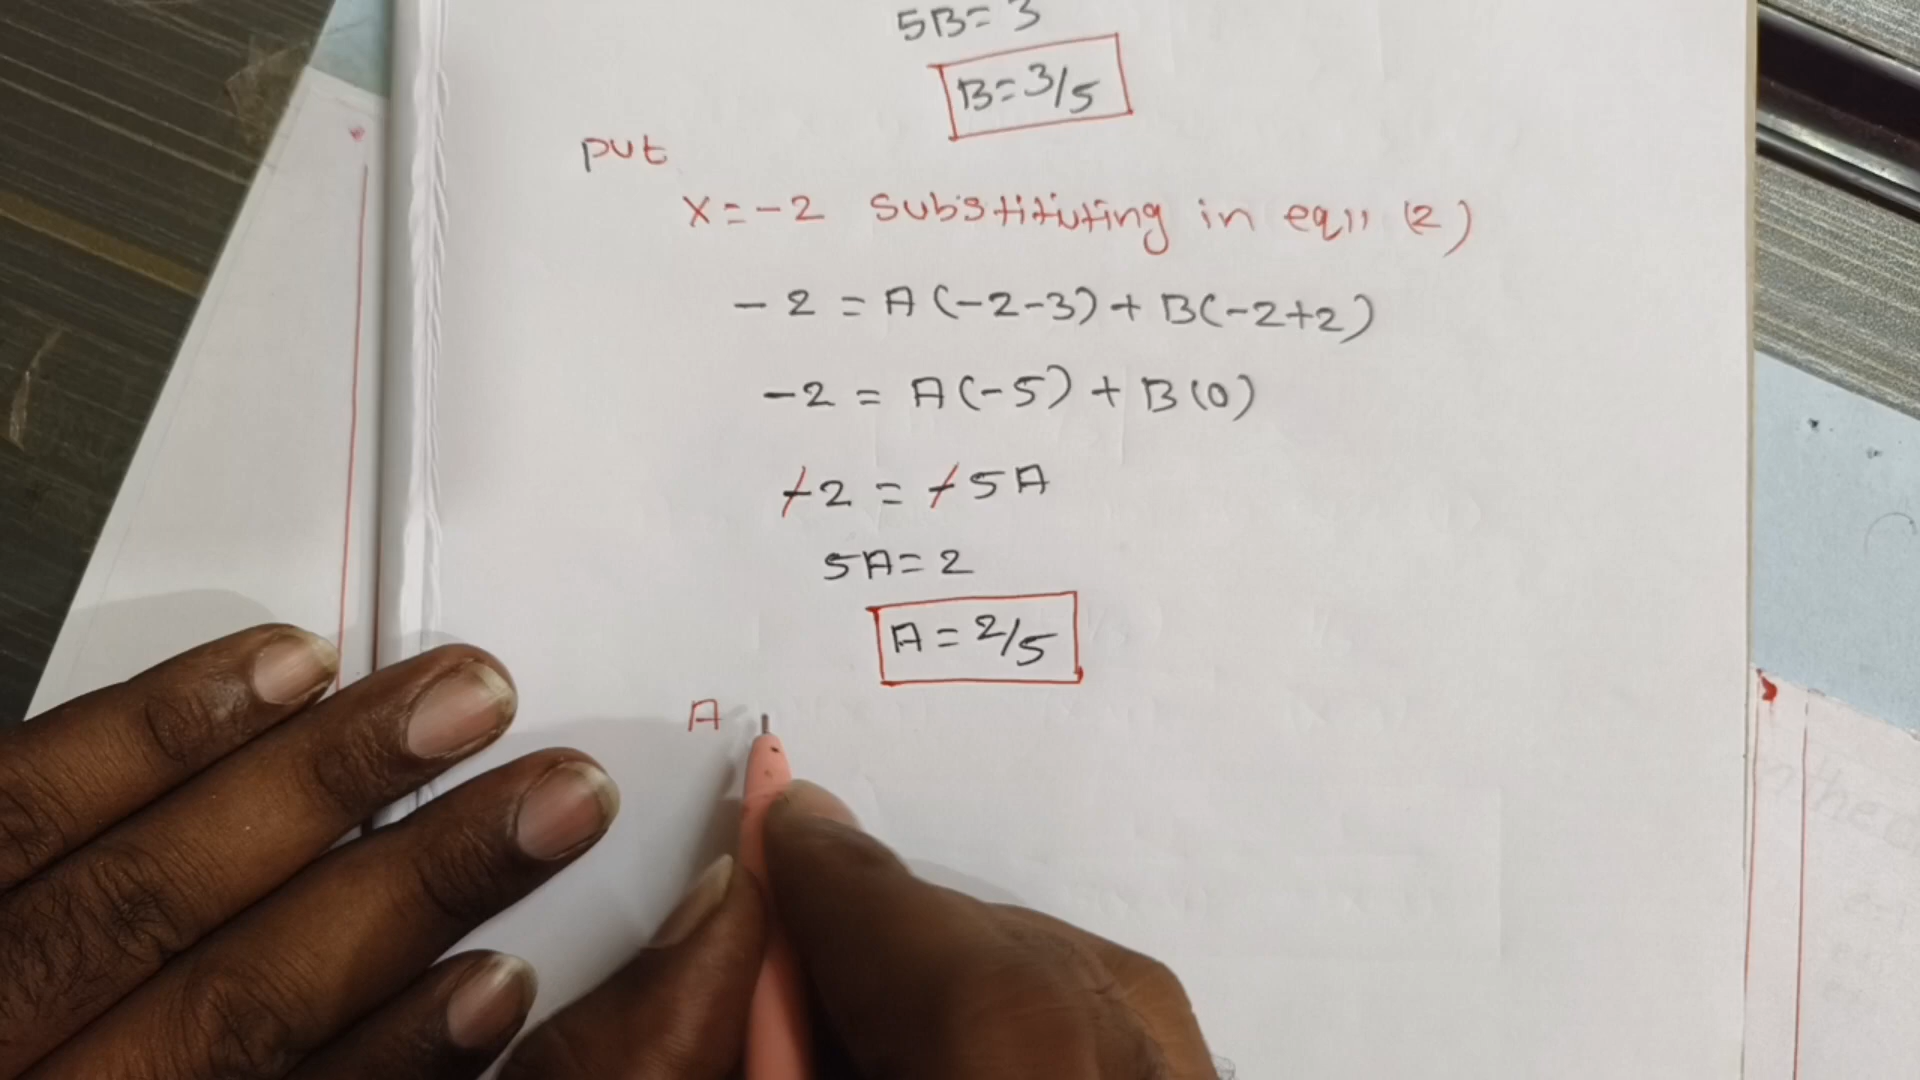 5B=3
B=3/5
put
x=-2 substituting in eq11 (2)
-2 = A(-2-3)+B(-2+2)
-2 = A(-5)+B(0)
-2 = -5A
5A=2
A=2/5
A